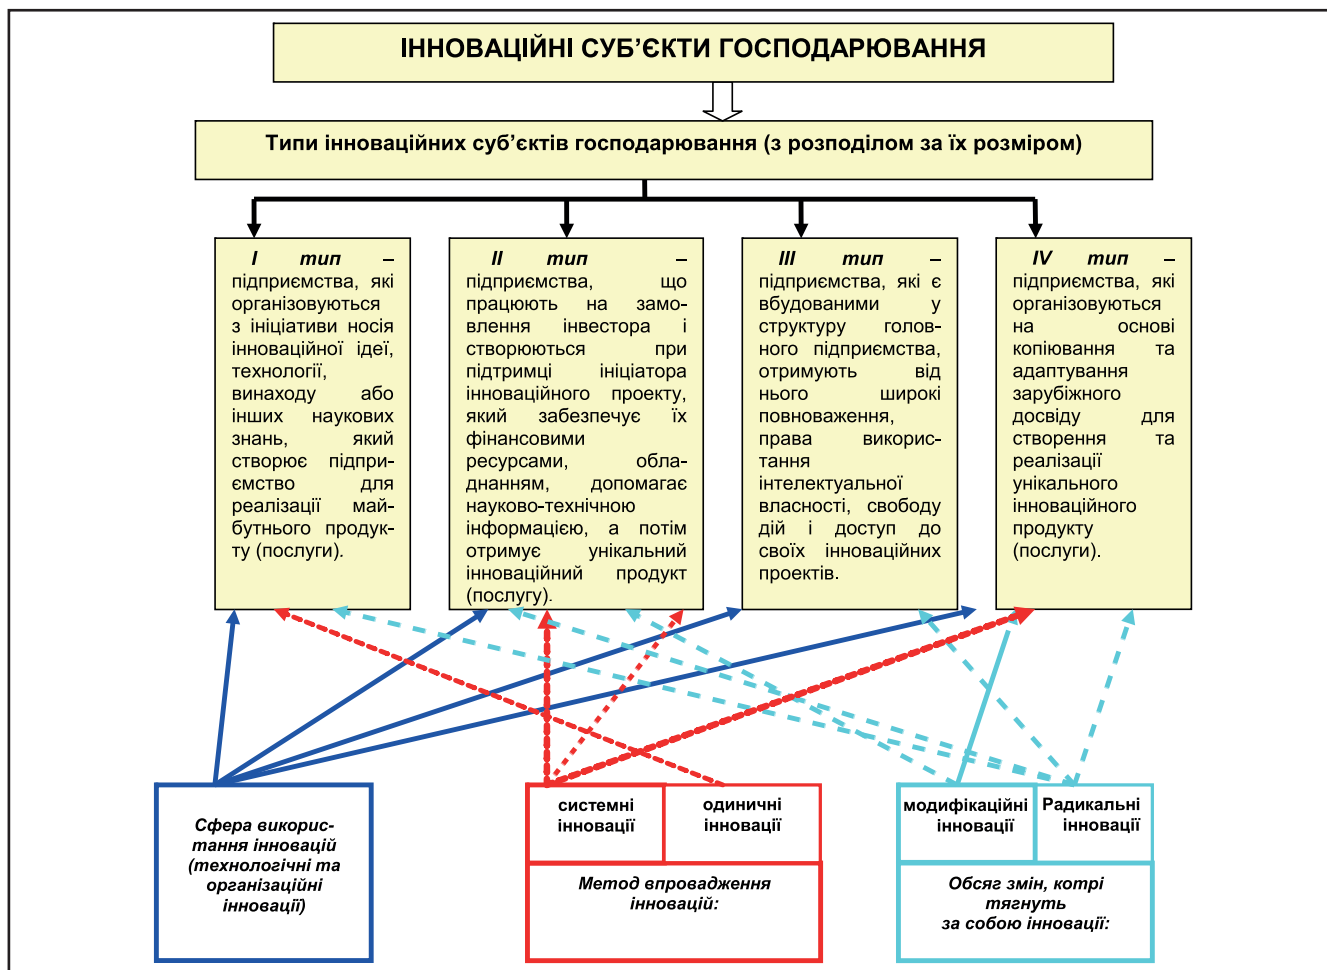 ІННОВАЦІЙНІ СУБ’ЄКТИ ГОСПОДАРЮВАННЯ
Типи інноваційних суб’єктів господарювання (з розподілом за їх розміром)
I тип –
підприємства, які
організовуються
з ініціативи носія
інноваційної ідеї,
технології,
винаходу або
інших наукових
знань, який
створює підпри-
ємство для
реалізації май-
бутнього продук-
ту (послуги).
II тип –
підприємства, що
працюють на замо-
влення інвестора і
створюються при
підтримці ініціатора
інноваційного проекту,
який забезпечує їх
фінансовими
ресурсами, обла-
днанням, допомагає
науково-технічною
інформацією, а потім
отримує унікальний
інноваційний продукт
(послугу).
III тип –
підприємства, які є
вбудованими у
структуру голов-
ного підприємства,
отримують від
нього широкі
повноваження,
права викорис-
тання
інтелектуальної
власності, свободу
дій і доступ до
своїх інноваційних
проектів.
IV тип –
підприємства, які
організовуються
на основі
копіювання та
адаптування
зарубіжного
досвіду для
створення та
реалізації
унікального
інноваційного
продукту
(послуги).
Сфера викорис-
тання інновацій
(технологічні та
організаційні
інновації)
системні
інновації
одиничні
інновації
Метод впровадження
інновацій:
модифікаційні
інновації
Радикальні
інновації
Обсяг змін, котрі
тягнуть
за собою інновації: